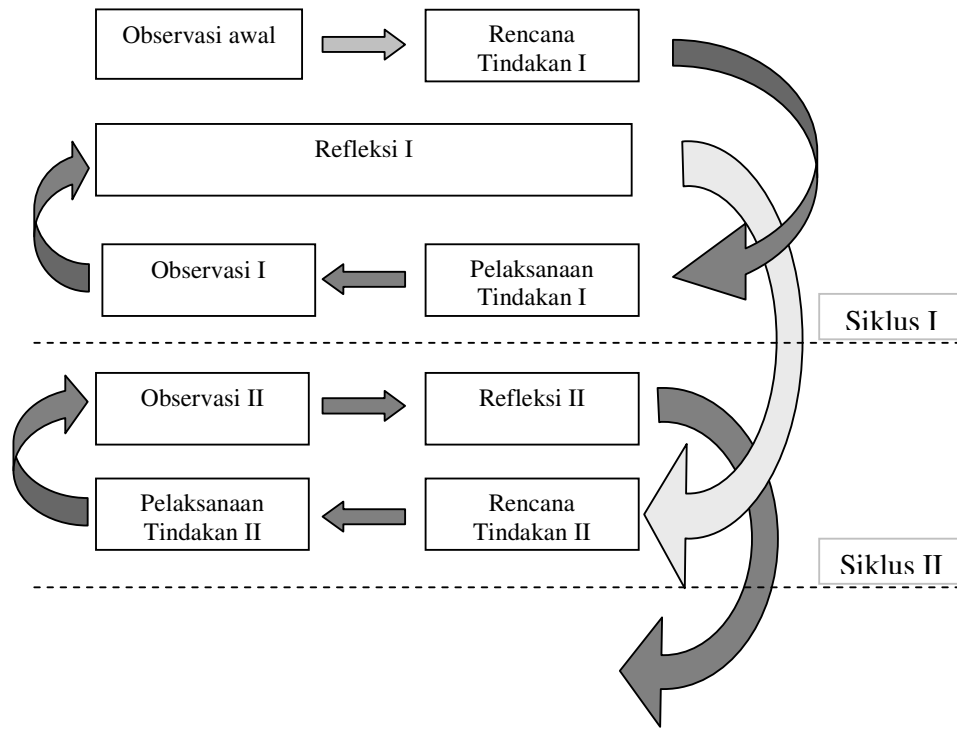 Observasi awal
Rencana
Tindakan I
Refleksi I
Observasi I
Pelaksanaan
Tindakan I
Siklus I
Observasi II
Refleksi II
Pelaksanaan
Tindakan II
Rencana
Tindakan II
Siklus II